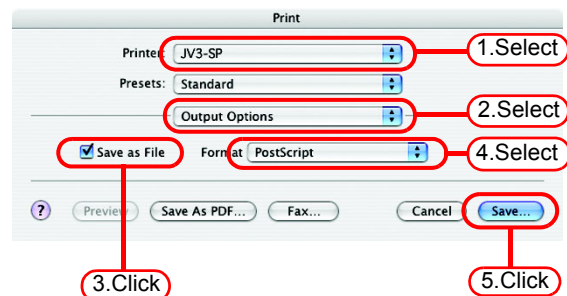 Print
Printer: JV3-SP 1.Select
Presets: Standard
Output Options 2.Select
Save as File Format PostScript 4.Select
? Preview Save As PDF... Fax... Cancel Save...
3.Click 5.Click